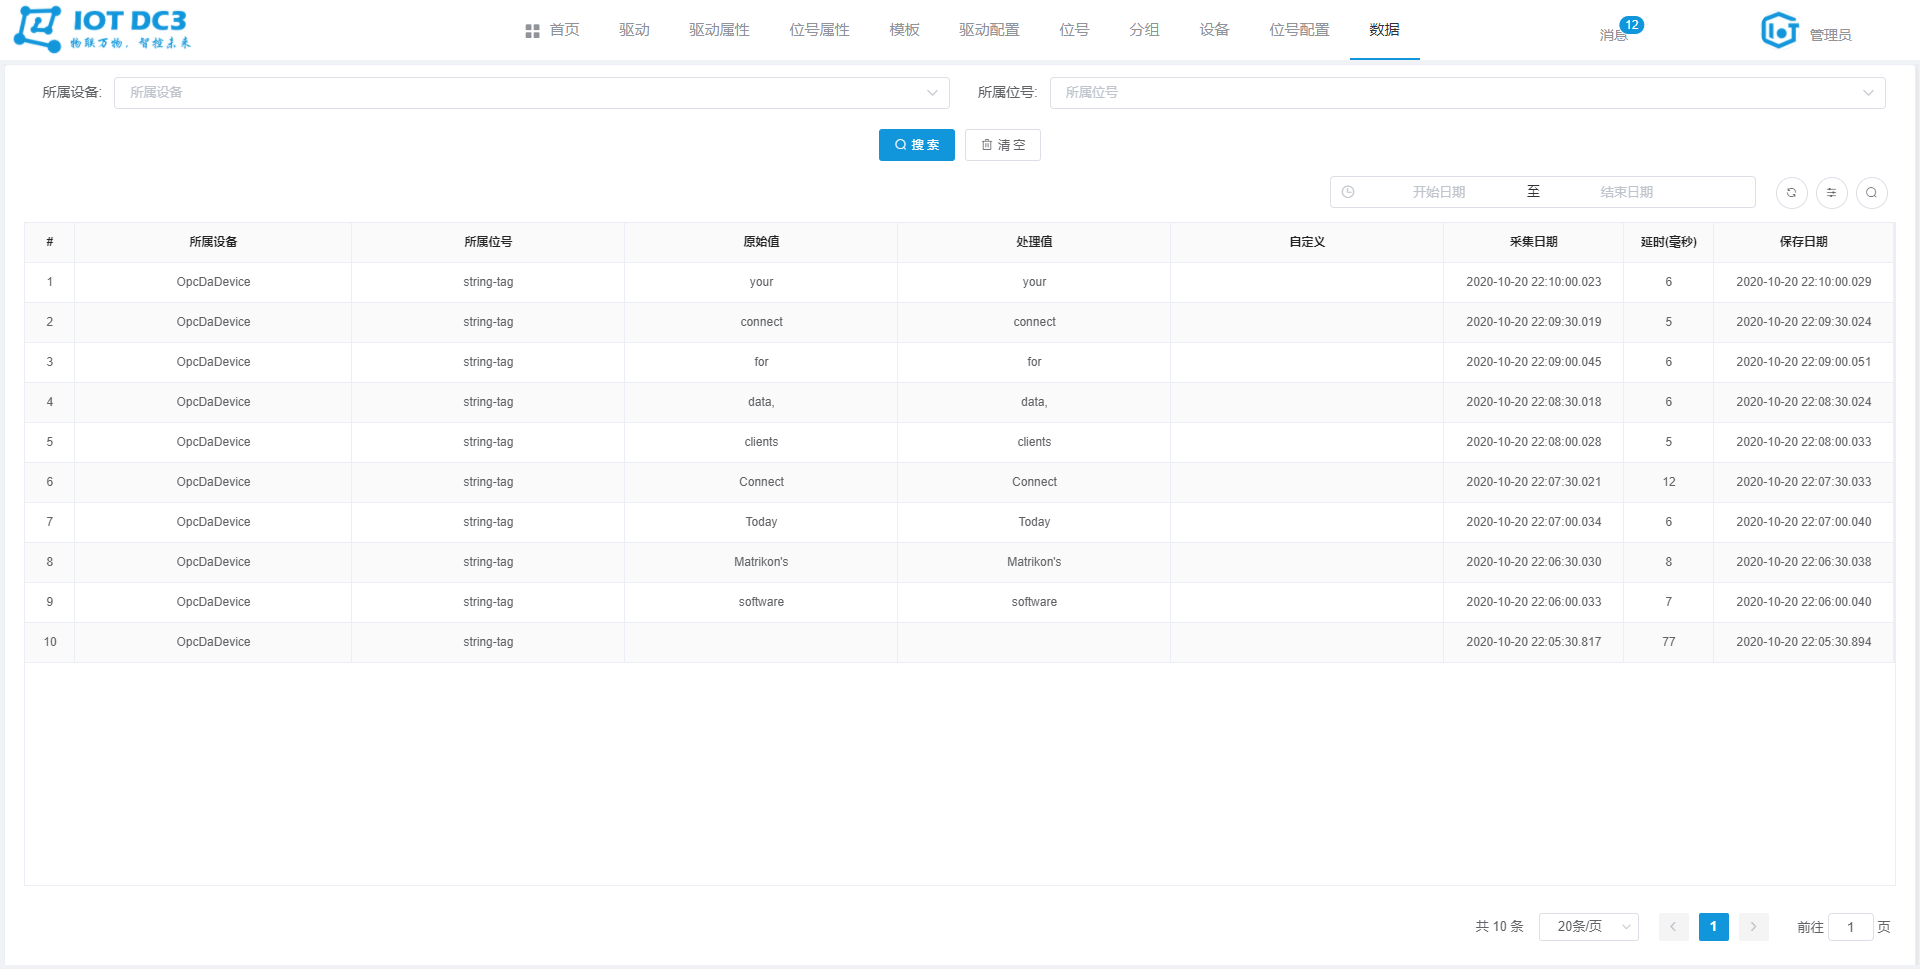 IOT DC3
物联万物，智控未来
首页 驱动 驱动属性 位号属性 模板 驱动配置 位号 分组 设备 位号配置 数据
消息 12
管理员
所属设备: 所属设备 所属位号: 所属位号
搜 索 清 空
开始日期 至 结束日期
# 所属设备 所属位号 原始值 处理值 自定义 采集日期 延时(毫秒) 保存日期
1 OpcDaDevice string-tag your your 2020-10-20 22:10:00.023 6 2020-10-20 22:10:00.029
2 OpcDaDevice string-tag connect connect 2020-10-20 22:09:30.019 5 2020-10-20 22:09:30.024
3 OpcDaDevice string-tag for for 2020-10-20 22:09:00.045 6 2020-10-20 22:09:00.051
4 OpcDaDevice string-tag data, data, 2020-10-20 22:08:30.018 6 2020-10-20 22:08:30.024
5 OpcDaDevice string-tag clients clients 2020-10-20 22:08:00.028 5 2020-10-20 22:08:00.033
6 OpcDaDevice string-tag Connect Connect 2020-10-20 22:07:30.021 12 2020-10-20 22:07:30.033
7 OpcDaDevice string-tag Today Today 2020-10-20 22:07:00.034 6 2020-10-20 22:07:00.040
8 OpcDaDevice string-tag Matrikon's Matrikon's 2020-10-20 22:06:30.030 8 2020-10-20 22:06:30.038
9 OpcDaDevice string-tag software software 2020-10-20 22:06:00.033 7 2020-10-20 22:06:00.040
10 OpcDaDevice string-tag 2020-10-20 22:05:30.817 77 2020-10-20 22:05:30.894
共 10 条 20条/页 1 前往 1 页